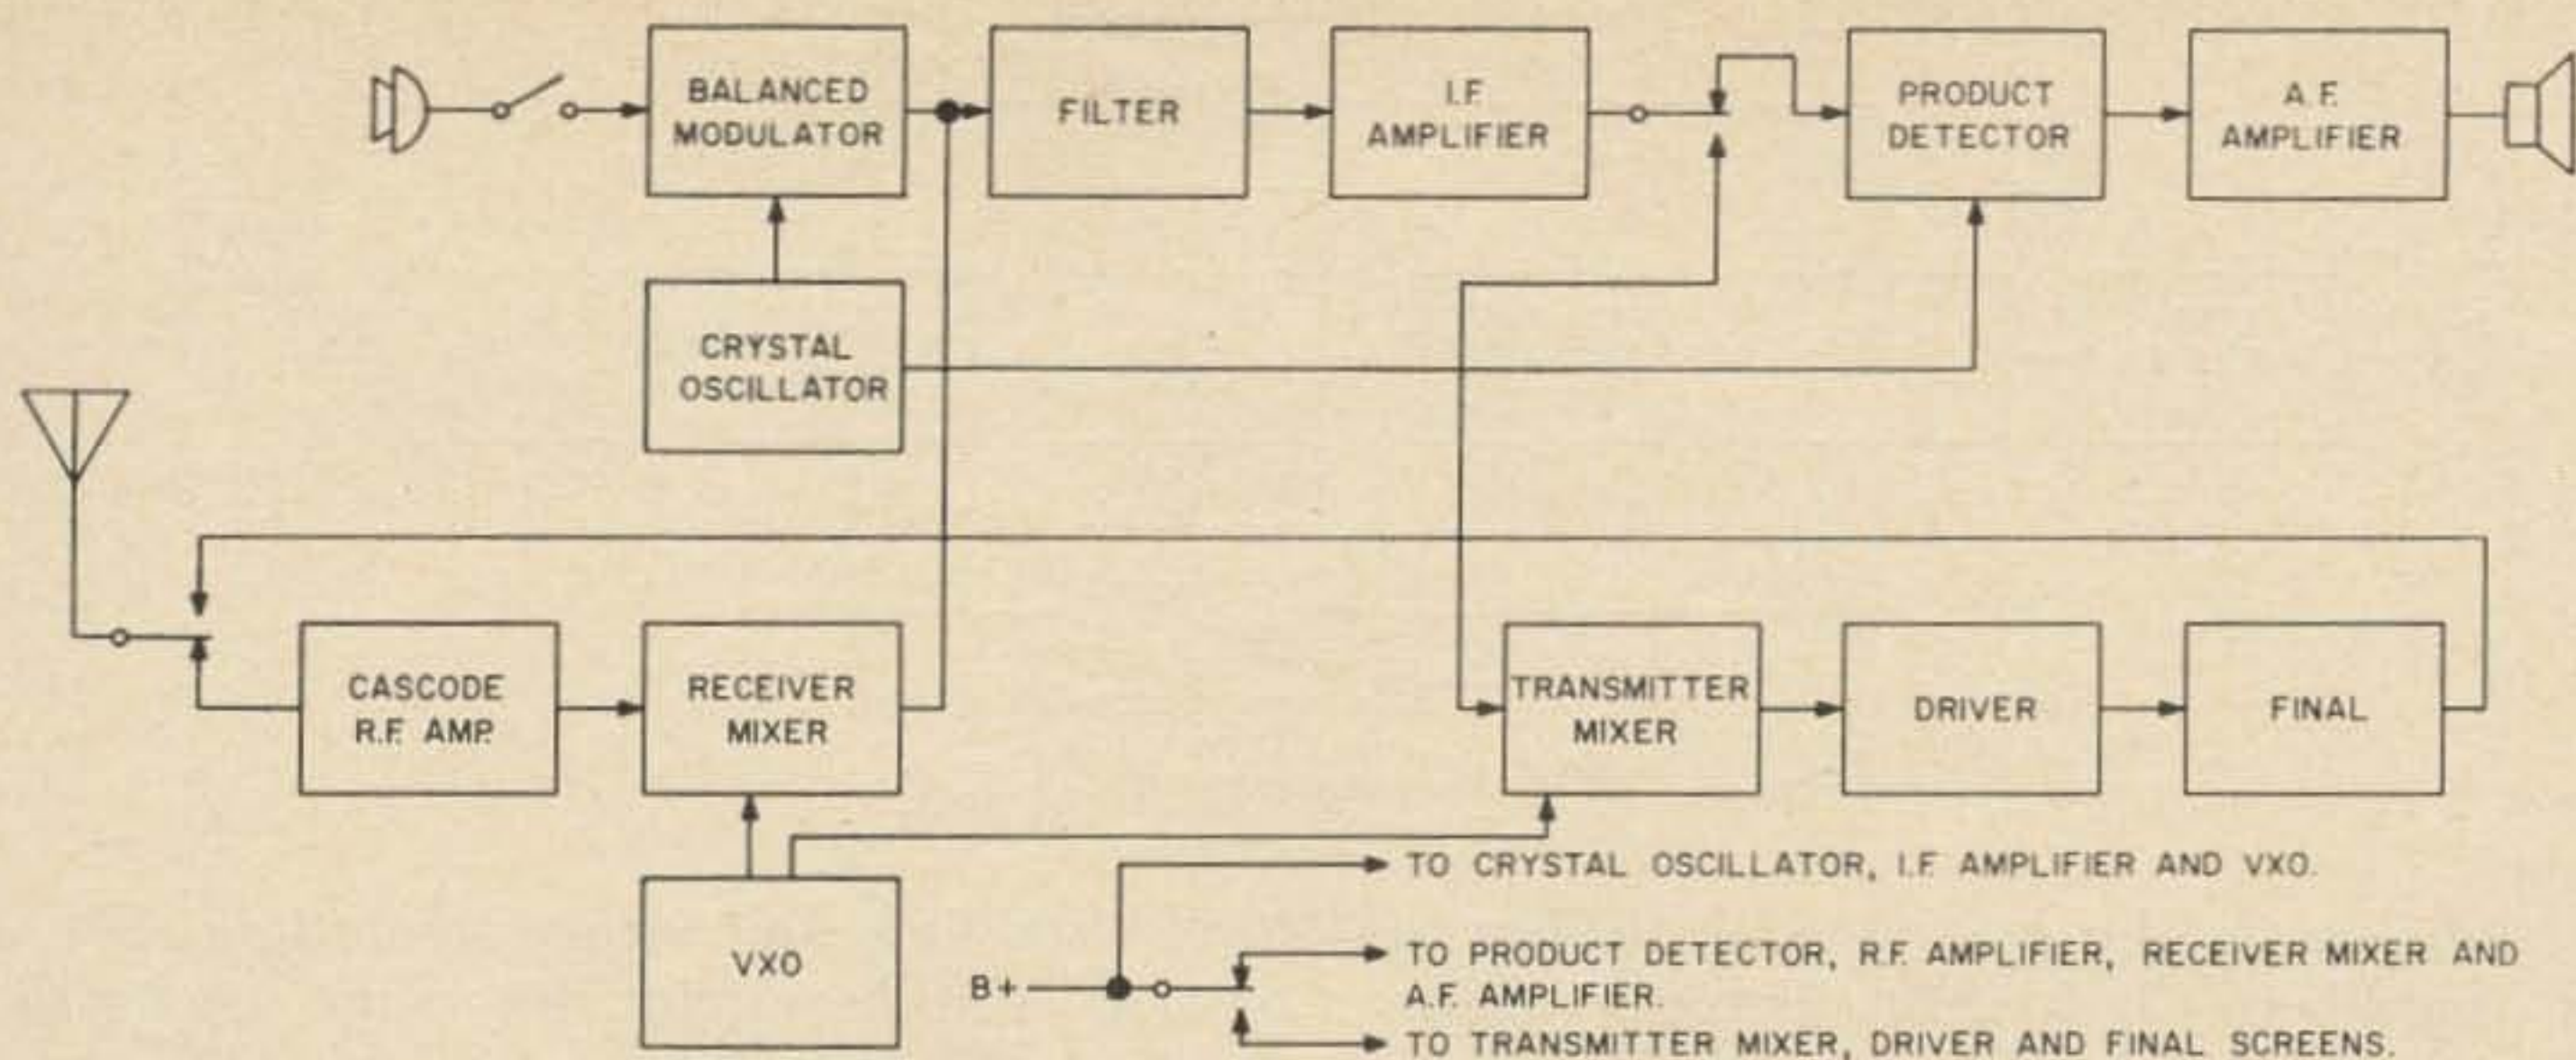 BALANCED
MODULATOR
FILTER
I.F.
AMPLIFIER
PRODUCT
DETECTOR
A.F.
AMPLIFIER
CRYSTAL
OSCILLATOR
CASCODE
R.F. AMP.
RECEIVER
MIXER
TRANSMITTER
MIXER
DRIVER
FINAL
VXO
B+
TO CRYSTAL OSCILLATOR, I.F. AMPLIFIER AND VXO.
TO PRODUCT DETECTOR, R.F. AMPLIFIER, RECEIVER MIXER AND
A.F. AMPLIFIER.
TO TRANSMITTER MIXER, DRIVER AND FINAL SCREENS.